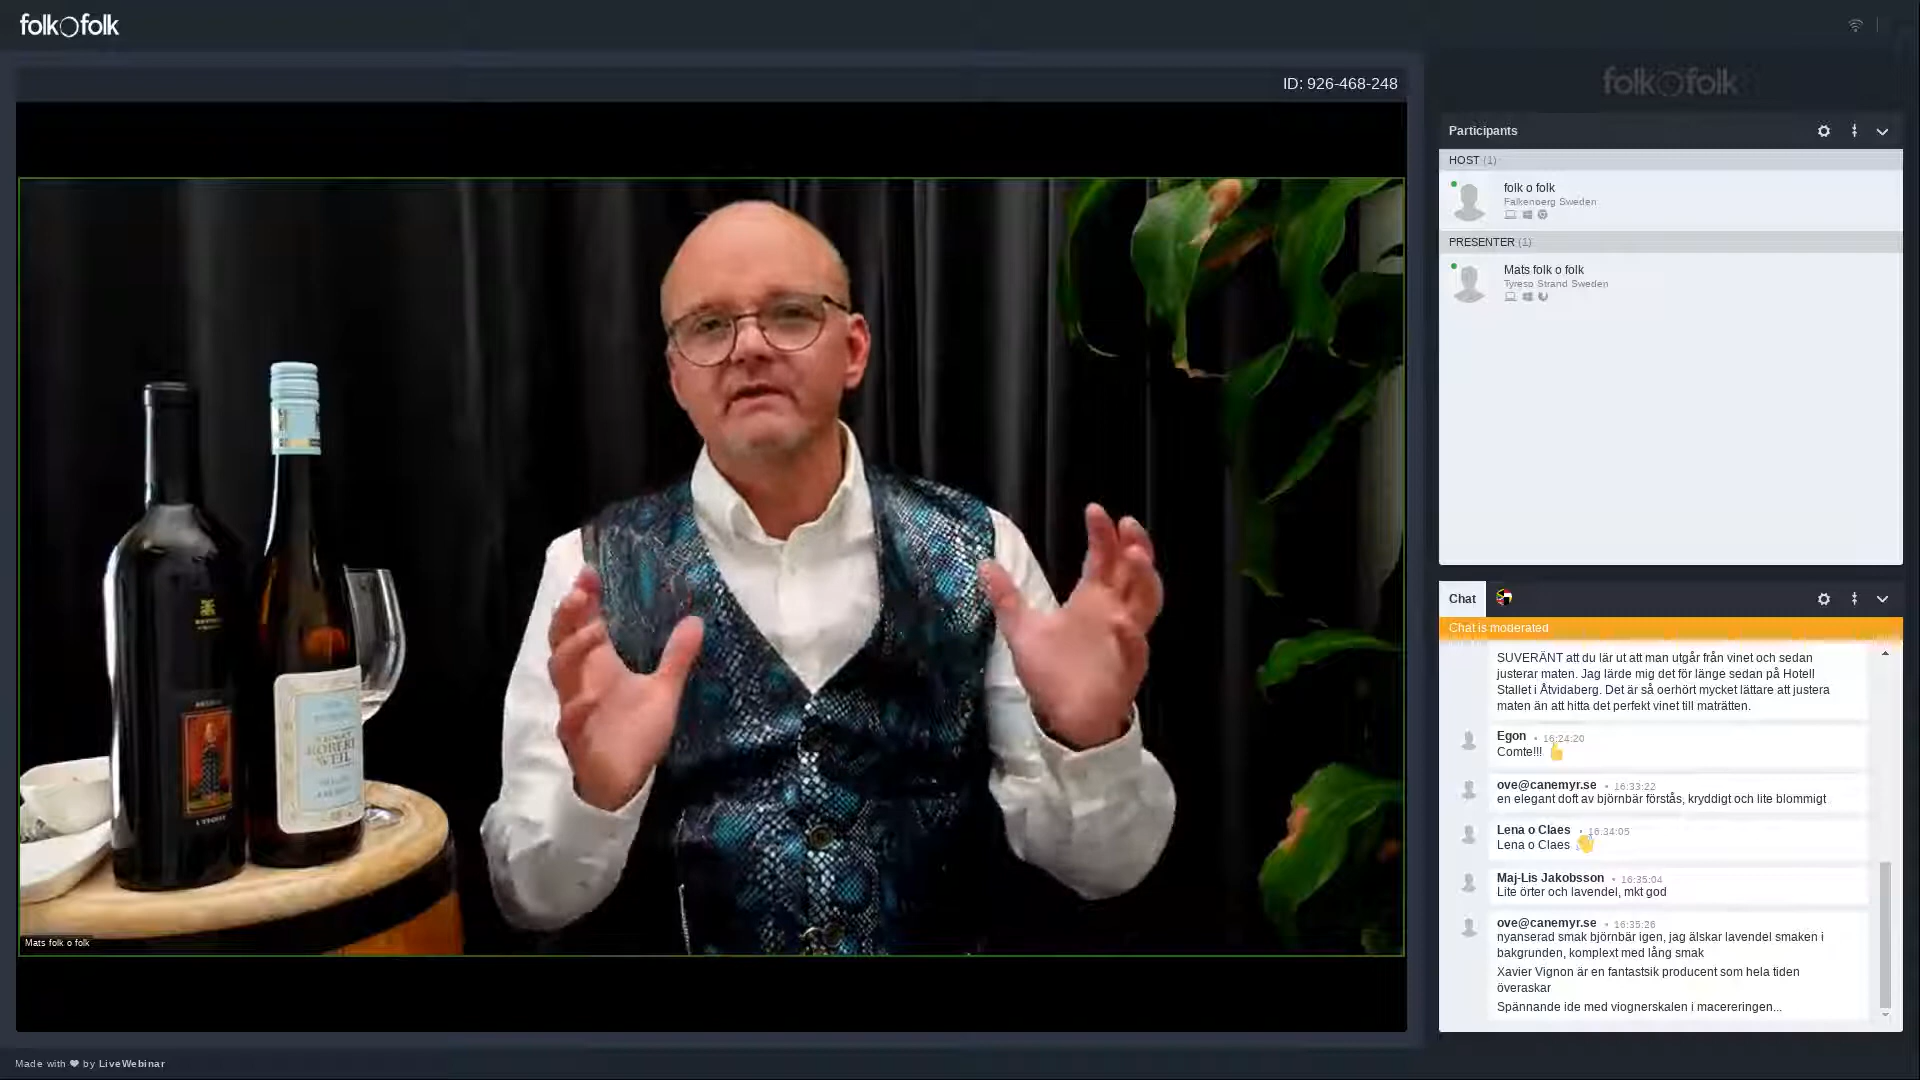 folk o folk
ID: 926-468-248
folk o folk
Participants
HOST (1)
folk o folk
Falkenoerg Sweden
PRESENTER (1)
Mats folk o folk
Tyreso Strand Sweden
Chat
Chat is moderated
SUVERÄNT att du lär ut att man utgår från vinet och sedan
justerar maten. Jag lärde mig det för länge sedan på Hotell
Stallet i Åtvidaberg. Det är så oerhört mycket lättare att justera
maten än att hitta det perfekt vinet till maträtten.
Egon • 16:24:20
Comte!!!
ove@canemyr.se • 16:33:22
en elegant doft av björnbär förstås, kryddigt och lite blommigt
Lena o Claes • 16:34:05
Lena o Claes
Maj-Lis Jakobsson • 16:35:04
Lite örter och lavendel, mkt god
ove@canemyr.se • 16:35:26
nyanserad smak björnbär igen, jag älskar lavendel smaken i
bakgrunden, komplext med lång smak
Xavier Vignon är en fantastsik producent som hela tiden
överaskar
Spännande ide med viognerskalen i macereringen...
ROBERT
WEIL
Mats folk o folk
Made with ❤ by LiveWebinar